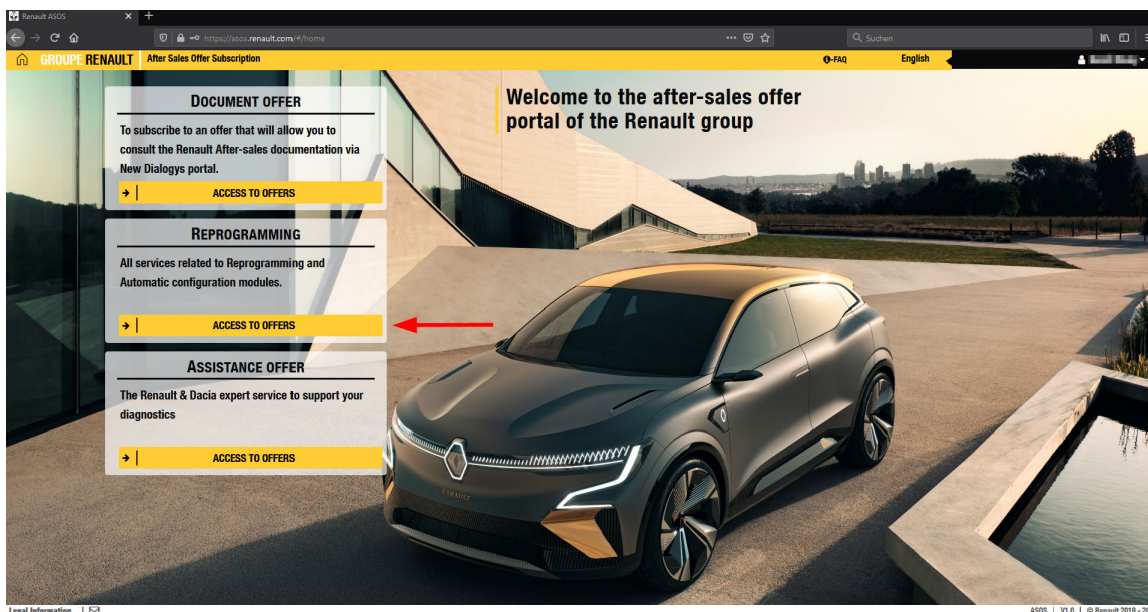 Renault ASOS
https://asos.renault.com/#/home
Suchen
GROUPE RENAULT
After Sales Offer Subscription
FAQ
English
DOCUMENT OFFER
To subscribe to an offer that will allow you to
consult the Renault After-sales documentation via
New Dialogys portal.
ACCESS TO OFFERS
REPROGRAMMING
All services related to Reprogramming and
Automatic configuration modules.
ACCESS TO OFFERS
ASSISTANCE OFFER
The Renault & Dacia expert service to support your
diagnostics
ACCESS TO OFFERS
Welcome to the after-sales offer
portal of the Renault group
RENAULT
Legal Information
ASOS | V1.0 | © Renault 2019 - 20